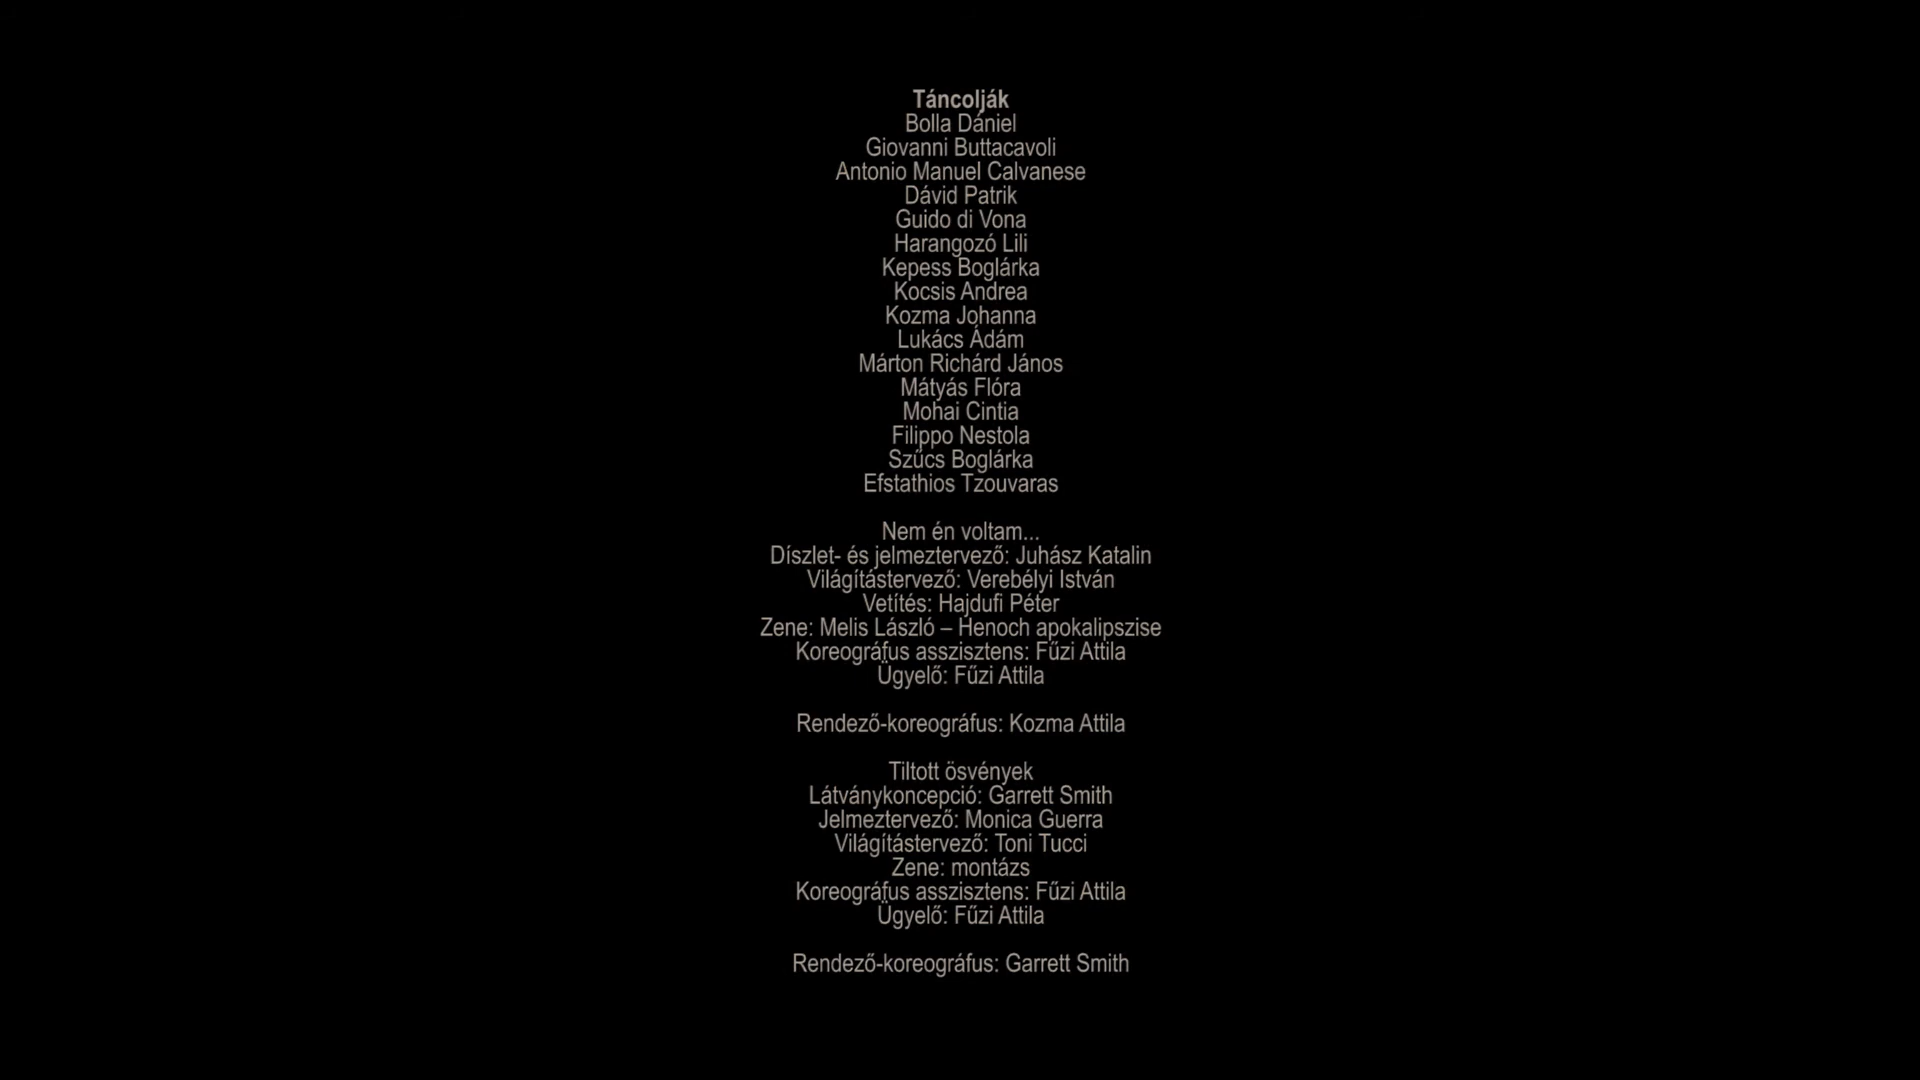 Táncolják
Bolla Dániel
Giovanni Buttacavoli
Antonio Manuel Calvanese
Dávid Patrik
Guido di Vona
Harangozó Lili
Kepess Boglárka
Kocsis Andrea
Kozma Johanna
Lukács Ádám
Márton Richárd János
Mátyás Flóra
Mohai Cintia
Filippo Nestola
Szűcs Boglárka
Efstathios Tzouvaras
Nem én voltam...
Díszlet- és jelmeztervező: Juhász Katalin
Világítástervező: Verebélyi István
Vetítés: Hajdufi Péter
Zene: Melis László – Henoch apokalipszise
Koreográfus asszisztens: Fűzi Attila
Ügyelő: Fűzi Attila
Rendező-koreográfus: Kozma Attila
Tiltott ösvények
Látványkoncepció: Garrett Smith
Jelmeztervező: Monica Guerra
Világítástervező: Toni Tucci
Zene: montázs
Koreográfus asszisztens: Fűzi Attila
Ügyelő: Fűzi Attila
Rendező-koreográfus: Garrett Smith